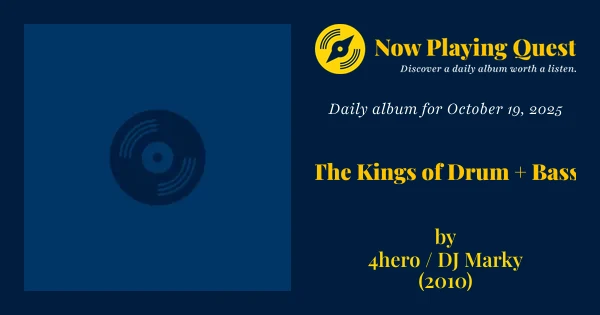 Now Playing Quest
Discover a daily album worth a listen.
Daily album for October 19, 2025
The Kings of Drum + Bass
by
4hero / DJ Marky
(2010)